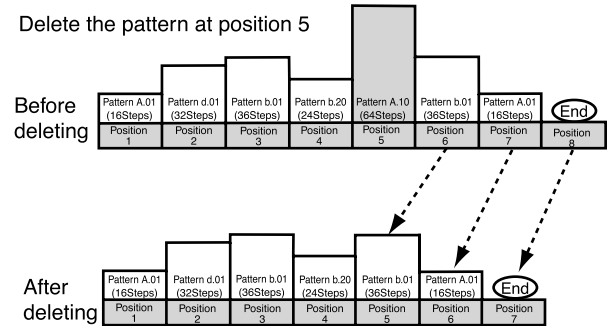 Delete the pattern at position 5
Before
deleting
Pattern A.01
(16Steps)
Position
1
Pattern d.01
(32Steps)
Position
2
Pattern b.01
(36Steps)
Position
3
Pattern b.20
(24Steps)
Position
4
Pattern A.10
(64Steps)
Position
5
Pattern b.01
(36Steps)
Position
6
Pattern A.01
(16Steps)
Position
7
End
Position
8
After
deleting
Pattern A.01
(16Steps)
Position
1
Pattern d.01
(32Steps)
Position
2
Pattern b.01
(36Steps)
Position
3
Pattern b.20
(24Steps)
Position
4
Pattern b.01
(36Steps)
Position
5
Pattern A.01
(16Steps)
Position
6
End
Position
7